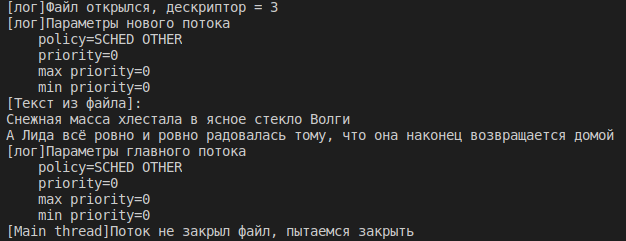 [лог]Файл открылся, дескриптор = 3
[лог]Параметры нового потока
    policy=SCHED OTHER
    priority=0
    max priority=0
    min priority=0
[Текст из файла]:
Снежная масса хлестала в ясное стекло Волги
А Лида всё ровно и ровно радовалась тому, что она наконец возвращается домой
[лог]Параметры главного потока
    policy=SCHED OTHER
    priority=0
    max priority=0
    min priority=0
[Main thread]Поток не закрыл файл, пытаемся закрыть